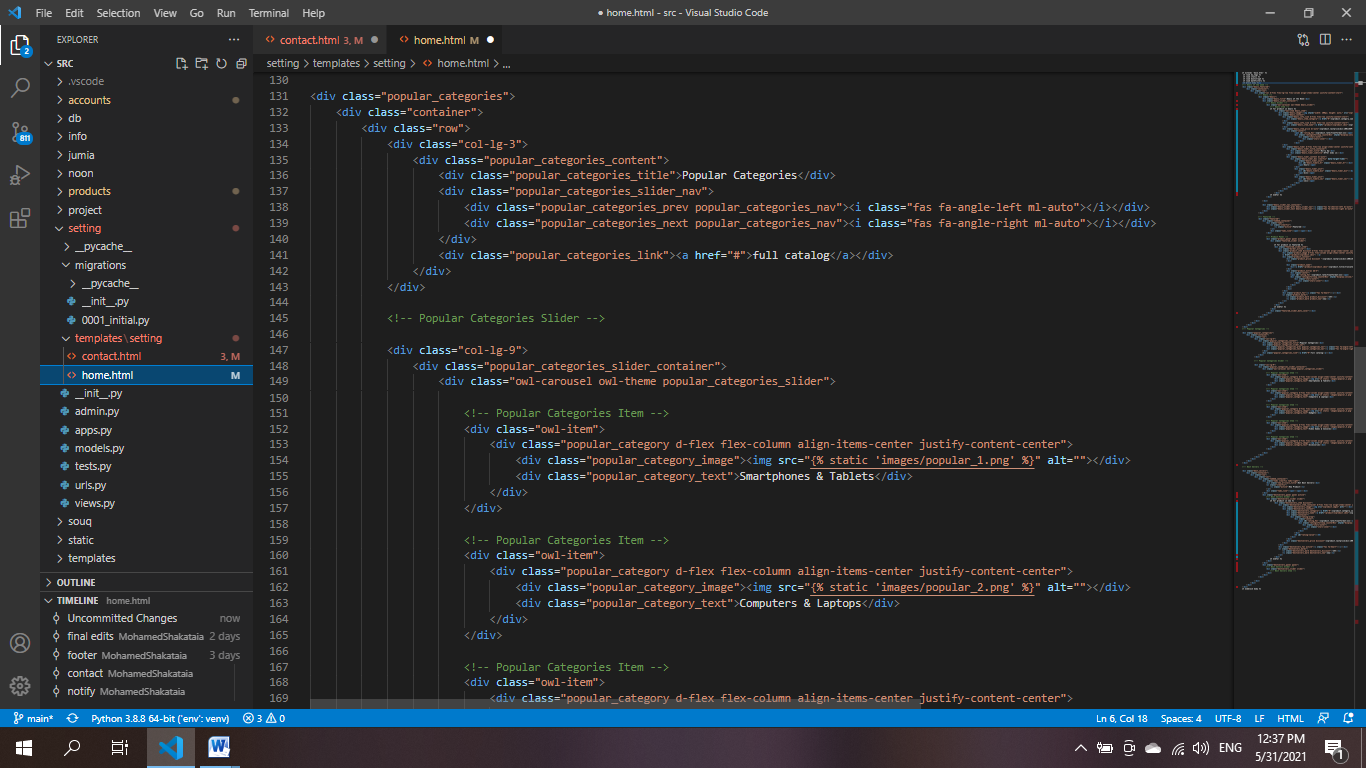 File Edit Selection View Go Run Terminal Help
● home.html - src - Visual Studio Code
EXPLORER
SRC
.vscode
accounts
db
info
jumia
noon
products
project
setting
__pycache__
migrations
__pycache__
__init__.py
0001_initial.py
templates\setting
contact.html 3, M
home.html M
__init__.py
admin.py
apps.py
models.py
tests.py
urls.py
views.py
souq
static
templates
OUTLINE
TIMELINE home.html
Uncommitted Changes now
final edits MohamedShakataia 2 days
footer MohamedShakataia 3 days
contact MohamedShakataia
notify MohamedShakataia
2
811
contact.html 3, M
home.html M
setting > templates > setting > home.html > ...
130
131 <div class="popular_categories">
132 <div class="container">
133 <div class="row">
134 <div class="col-lg-3">
135 <div class="popular_categories_content">
136 <div class="popular_categories_title">Popular Categories</div>
137 <div class="popular_categories_slider_nav">
138 <div class="popular_categories_prev popular_categories_nav"><i class="fas fa-angle-left ml-auto"></i></div>
139 <div class="popular_categories_next popular_categories_nav"><i class="fas fa-angle-right ml-auto"></i></div>
140 </div>
141 <div class="popular_categories_link"><a href="#">full catalog</a></div>
142 </div>
143 </div>
144
145 <!-- Popular Categories Slider -->
146
147 <div class="col-lg-9">
148 <div class="popular_categories_slider_container">
149 <div class="owl-carousel owl-theme popular_categories_slider">
150
151 <!-- Popular Categories Item -->
152 <div class="owl-item">
153 <div class="popular_category d-flex flex-column align-items-center justify-content-center">
154 <div class="popular_category_image"><img src="{% static 'images/popular_1.png' %}" alt=""></div>
155 <div class="popular_category_text">Smartphones & Tablets</div>
156 </div>
157 </div>
158
159 <!-- Popular Categories Item -->
160 <div class="owl-item">
161 <div class="popular_category d-flex flex-column align-items-center justify-content-center">
162 <div class="popular_category_image"><img src="{% static 'images/popular_2.png' %}" alt=""></div>
163 <div class="popular_category_text">Computers & Laptops</div>
164 </div>
165 </div>
166
167 <!-- Popular Categories Item -->
168 <div class="owl-item">
169 <div class="popular_category d-flex flex-column align-items-center justify-content-center">
main* Python 3.8.8 64-bit ('env': venv) 3 0
Ln 6, Col 18 Spaces: 4 UTF-8 LF HTML
W
ENG
12:37 PM
5/31/2021
1